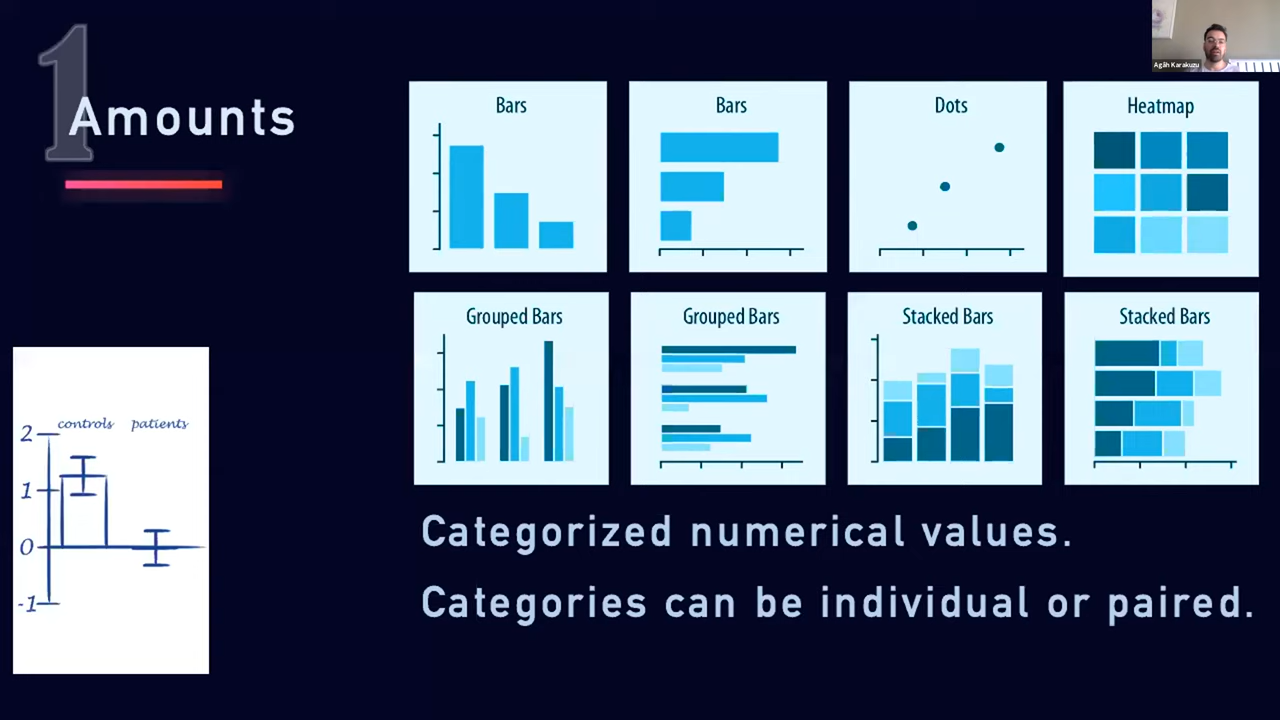 1
Amounts
Bars
Bars
Dots
Heatmap
Grouped Bars
Grouped Bars
Stacked Bars
Stacked Bars
controls patients
2
1
0
-1
Categorized numerical values.
Categories can be individual or paired.
Agâh Karakuzu